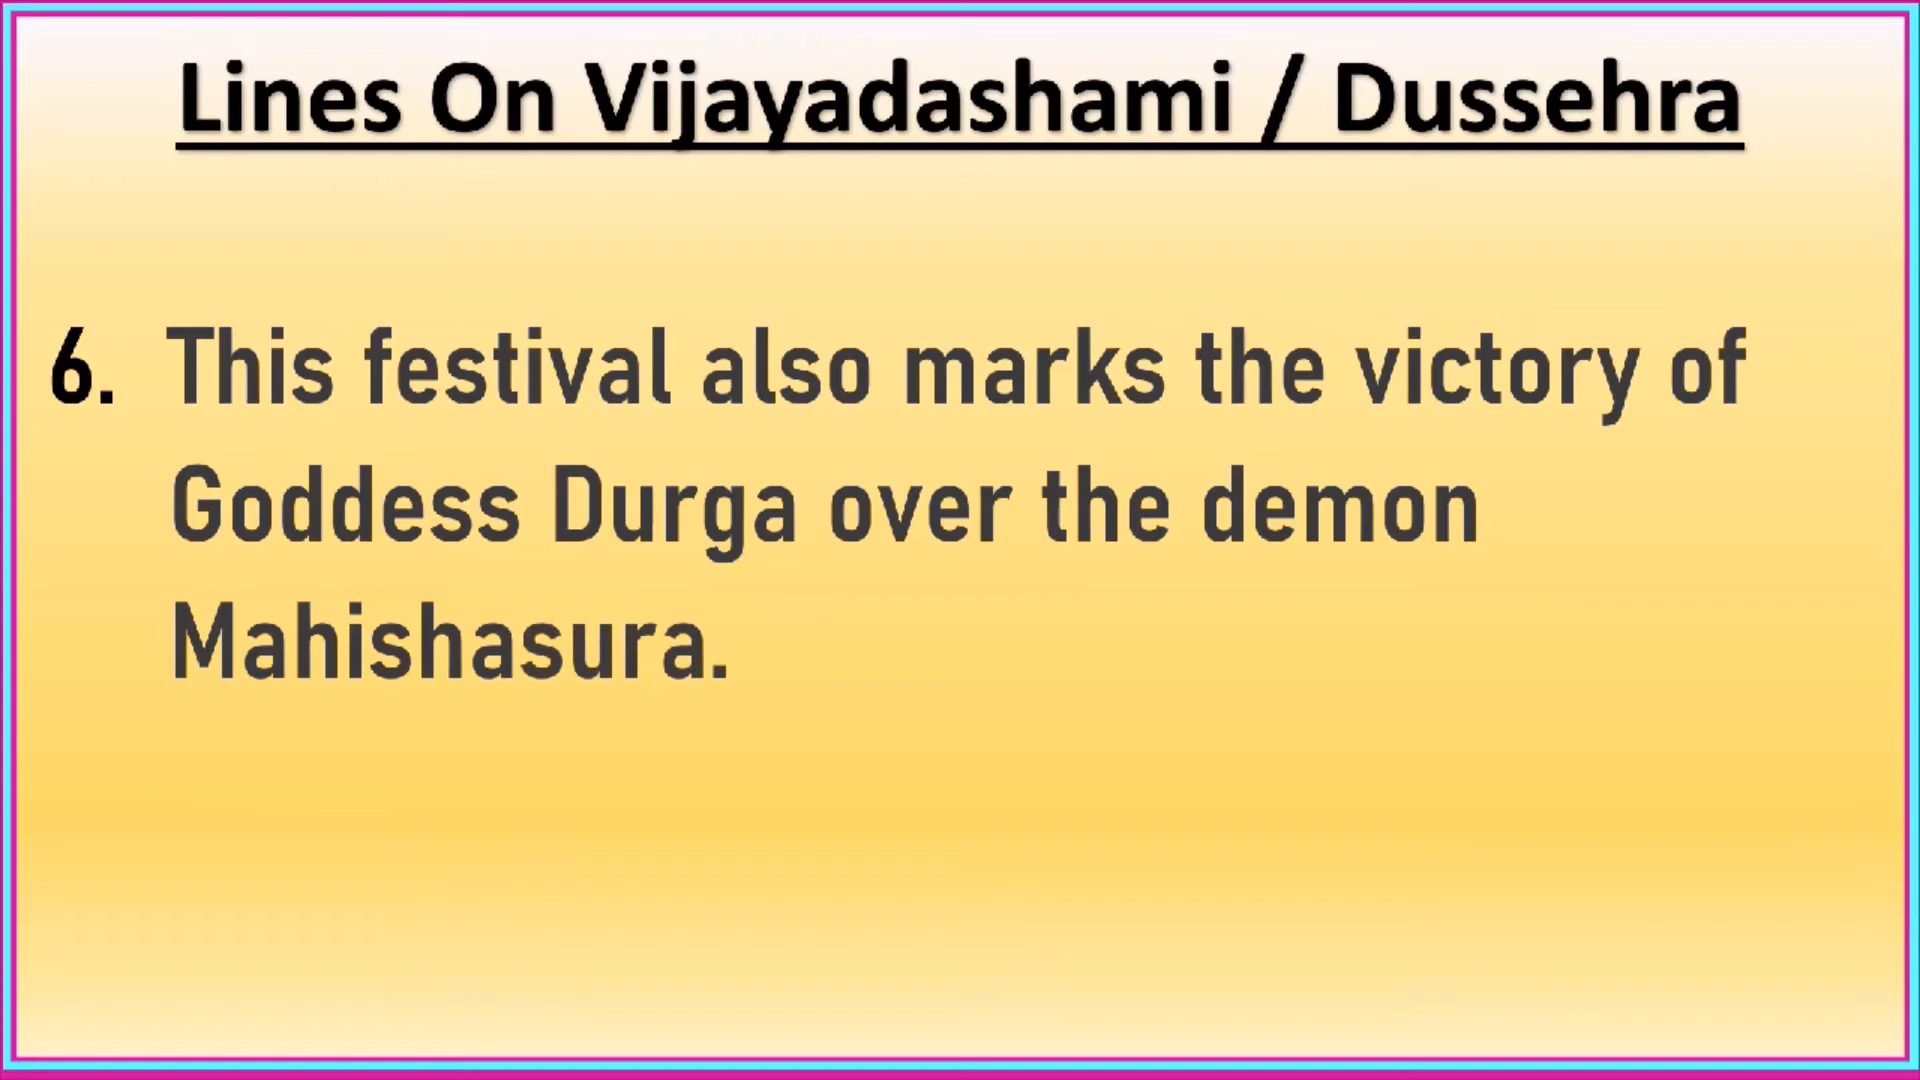 Lines On Vijayadashami / Dussehra
6. This festival also marks the victory of
Goddess Durga over the demon
Mahishasura.